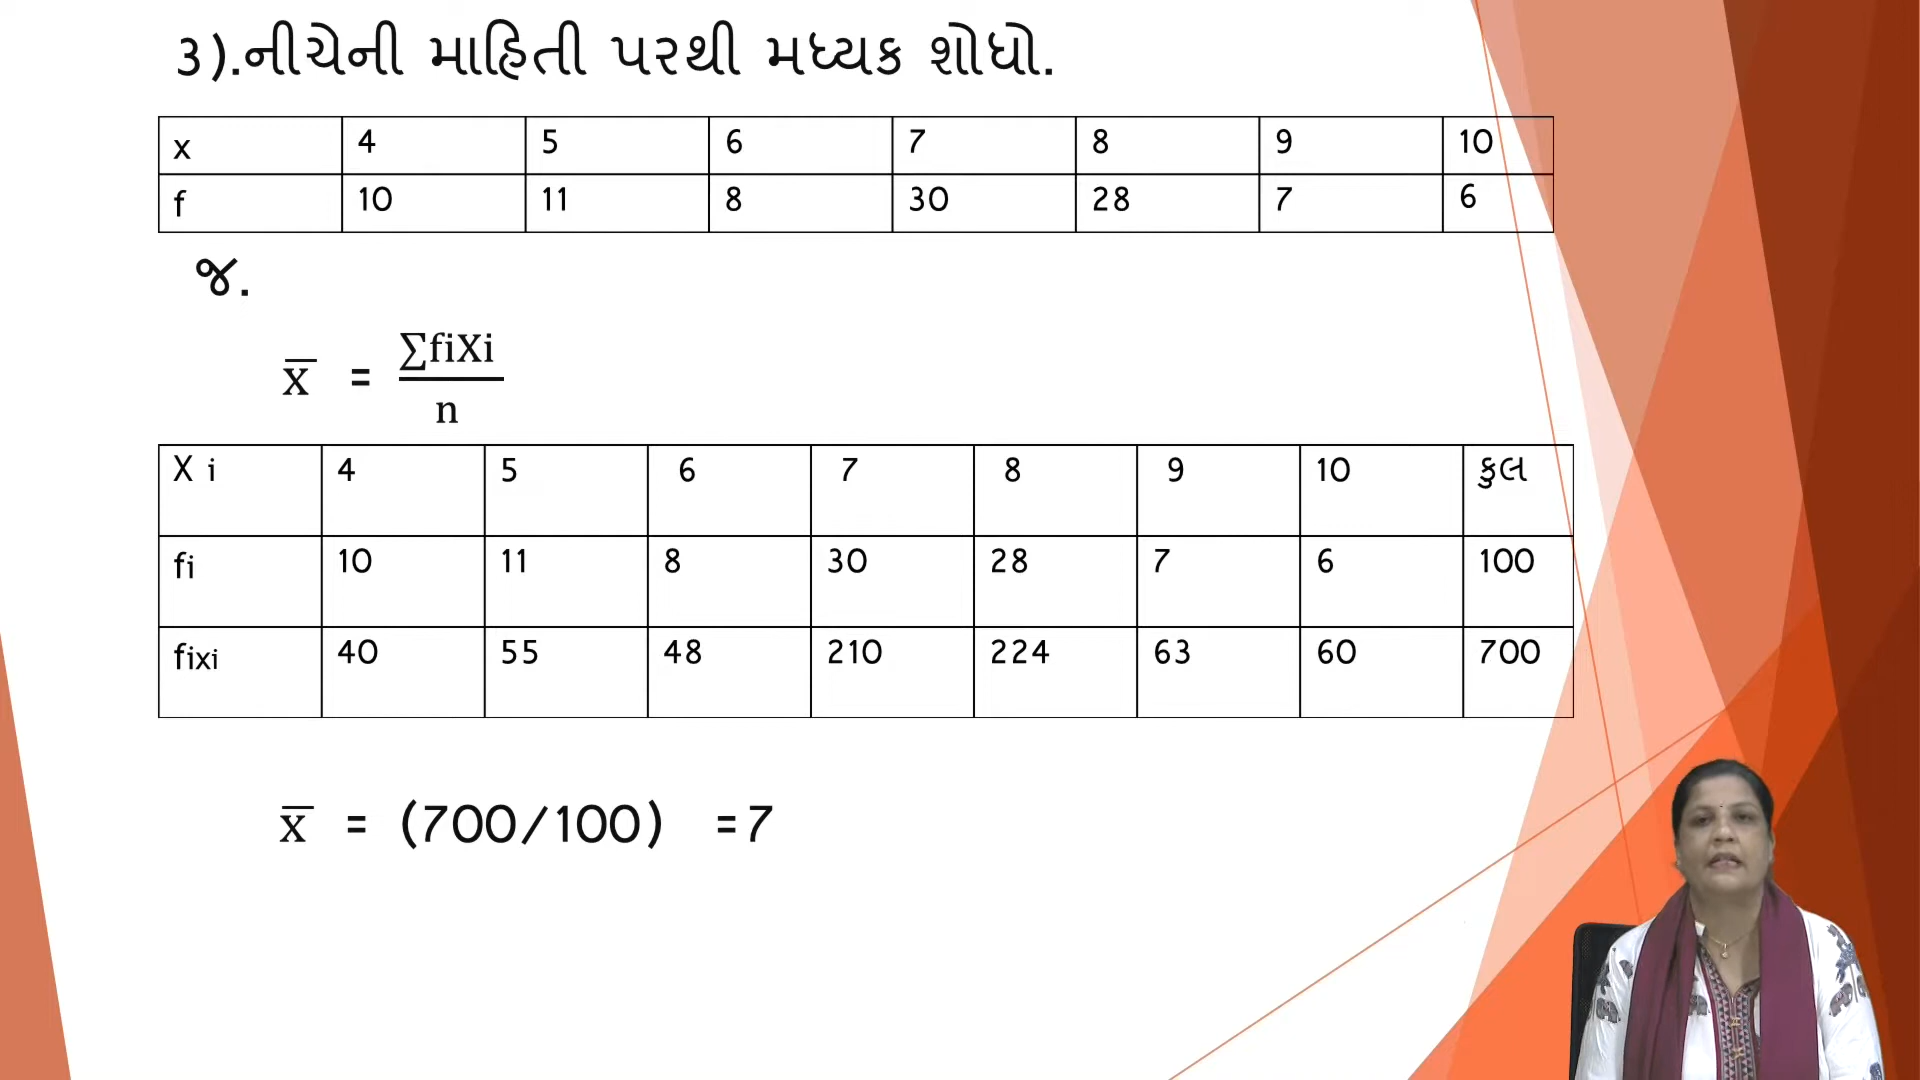 3).નીચેની માહિતી પરથી મધ્યક શોધો.
x 4 5 6 7 8 9 10
f 10 11 8 30 28 7 6
જ.
x̅ = ∑fiXi / n
X i 4 5 6 7 8 9 10 કુલ
fi 10 11 8 30 28 7 6 100
fixi 40 55 48 210 224 63 60 700
x̅ = (700/100) =7